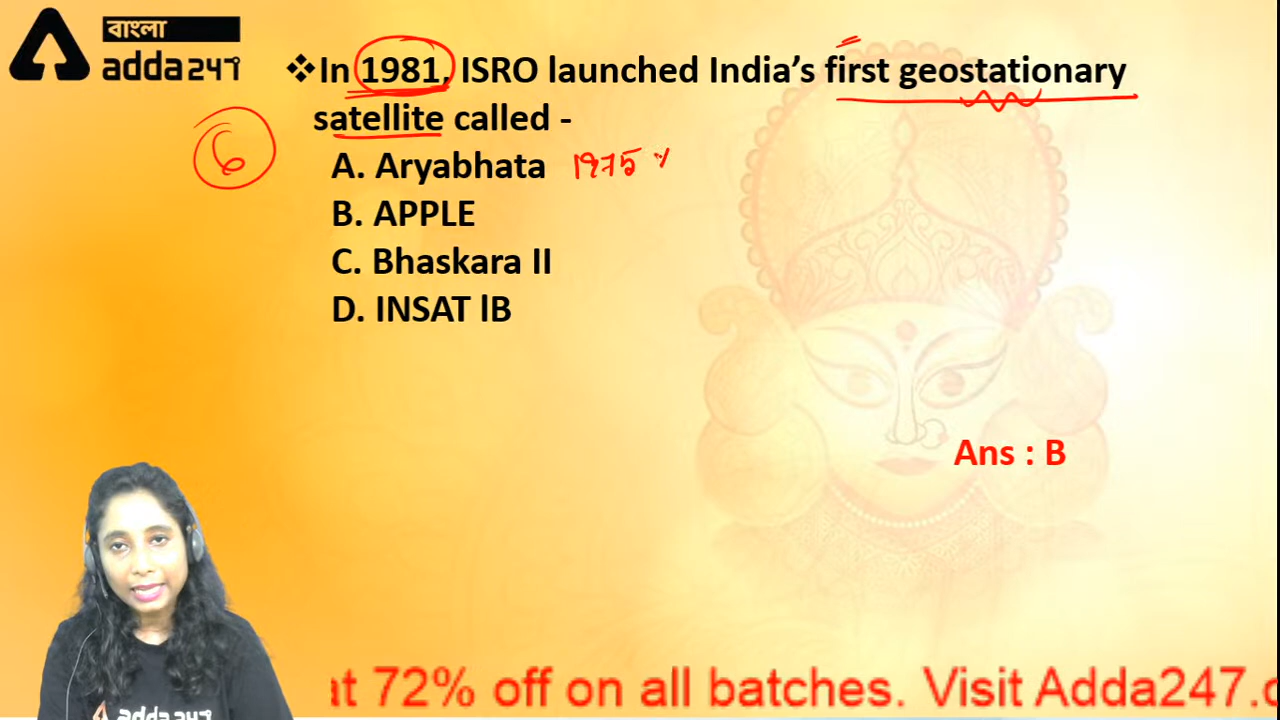 বাংলা
adda247
❖In 1981, ISRO launched India's first geostationary
satellite called -
6
A. Aryabhata 1975
B. APPLE
C. Bhaskara II
D. INSAT lB
Ans : B
adda247
at 72% off on all batches. Visit Adda247.c